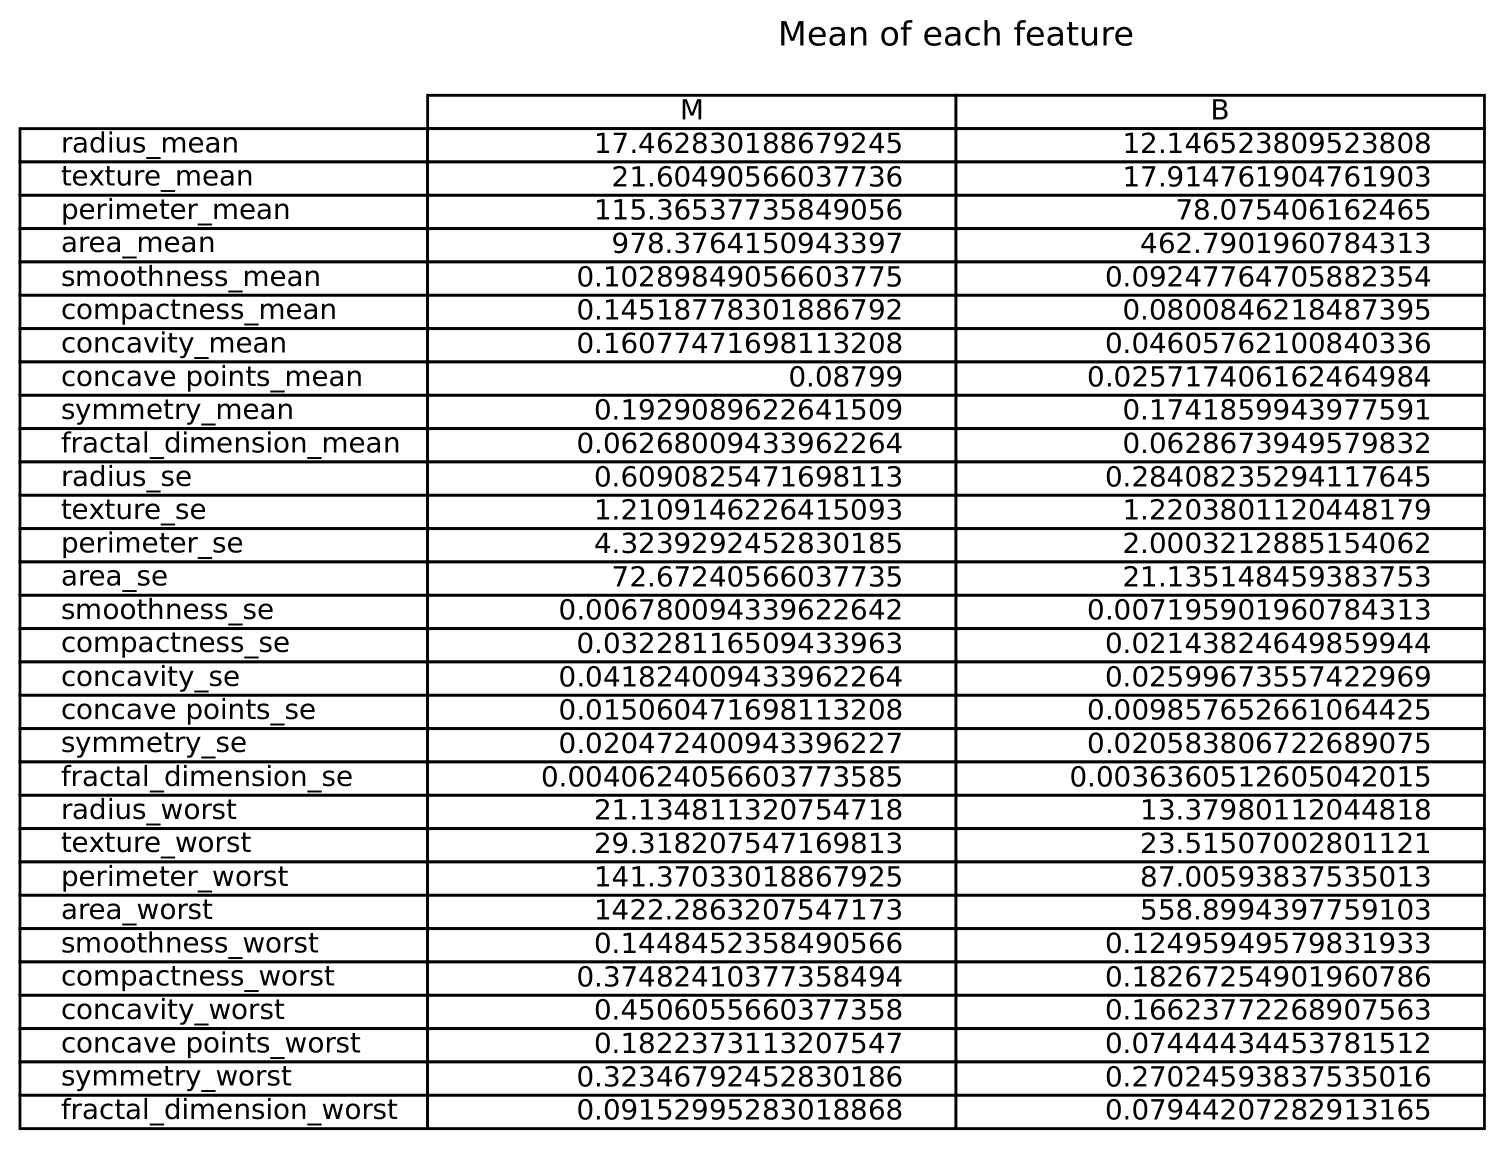 Mean of each feature
M B
radius_mean 17.462830188679245 12.146523809523808
texture_mean 21.60490566037736 17.914761904761903
perimeter_mean 115.36537735849056 78.075406162465
area_mean 978.3764150943397 462.7901960784313
smoothness_mean 0.10289849056603775 0.09247764705882354
compactness_mean 0.14518778301886792 0.0800846218487395
concavity_mean 0.16077471698113208 0.04605762100840336
concave points_mean 0.08799 0.025717406162464984
symmetry_mean 0.1929089622641509 0.1741859943977591
fractal_dimension_mean 0.06268009433962264 0.0628673949579832
radius_se 0.6090825471698113 0.28408235294117645
texture_se 1.2109146226415093 1.2203801120448179
perimeter_se 4.3239292452830185 2.0003212885154062
area_se 72.67240566037735 21.135148459383753
smoothness_se 0.006780094339622642 0.007195901960784313
compactness_se 0.03228116509433963 0.02143824649859944
concavity_se 0.041824009433962264 0.02599673557422969
concave points_se 0.015060471698113208 0.009857652661064425
symmetry_se 0.020472400943396227 0.020583806722689075
fractal_dimension_se 0.0040624056603773585 0.0036360512605042015
radius_worst 21.134811320754718 13.37980112044818
texture_worst 29.318207547169813 23.51507002801121
perimeter_worst 141.37033018867925 87.00593837535013
area_worst 1422.2863207547173 558.8994397759103
smoothness_worst 0.1448452358490566 0.12495949579831933
compactness_worst 0.37482410377358494 0.18267254901960786
concavity_worst 0.4506055660377358 0.16623772268907563
concave points_worst 0.1822373113207547 0.07444434453781512
symmetry_worst 0.32346792452830186 0.27024593837535016
fractal_dimension_worst 0.09152995283018868 0.07944207282913165